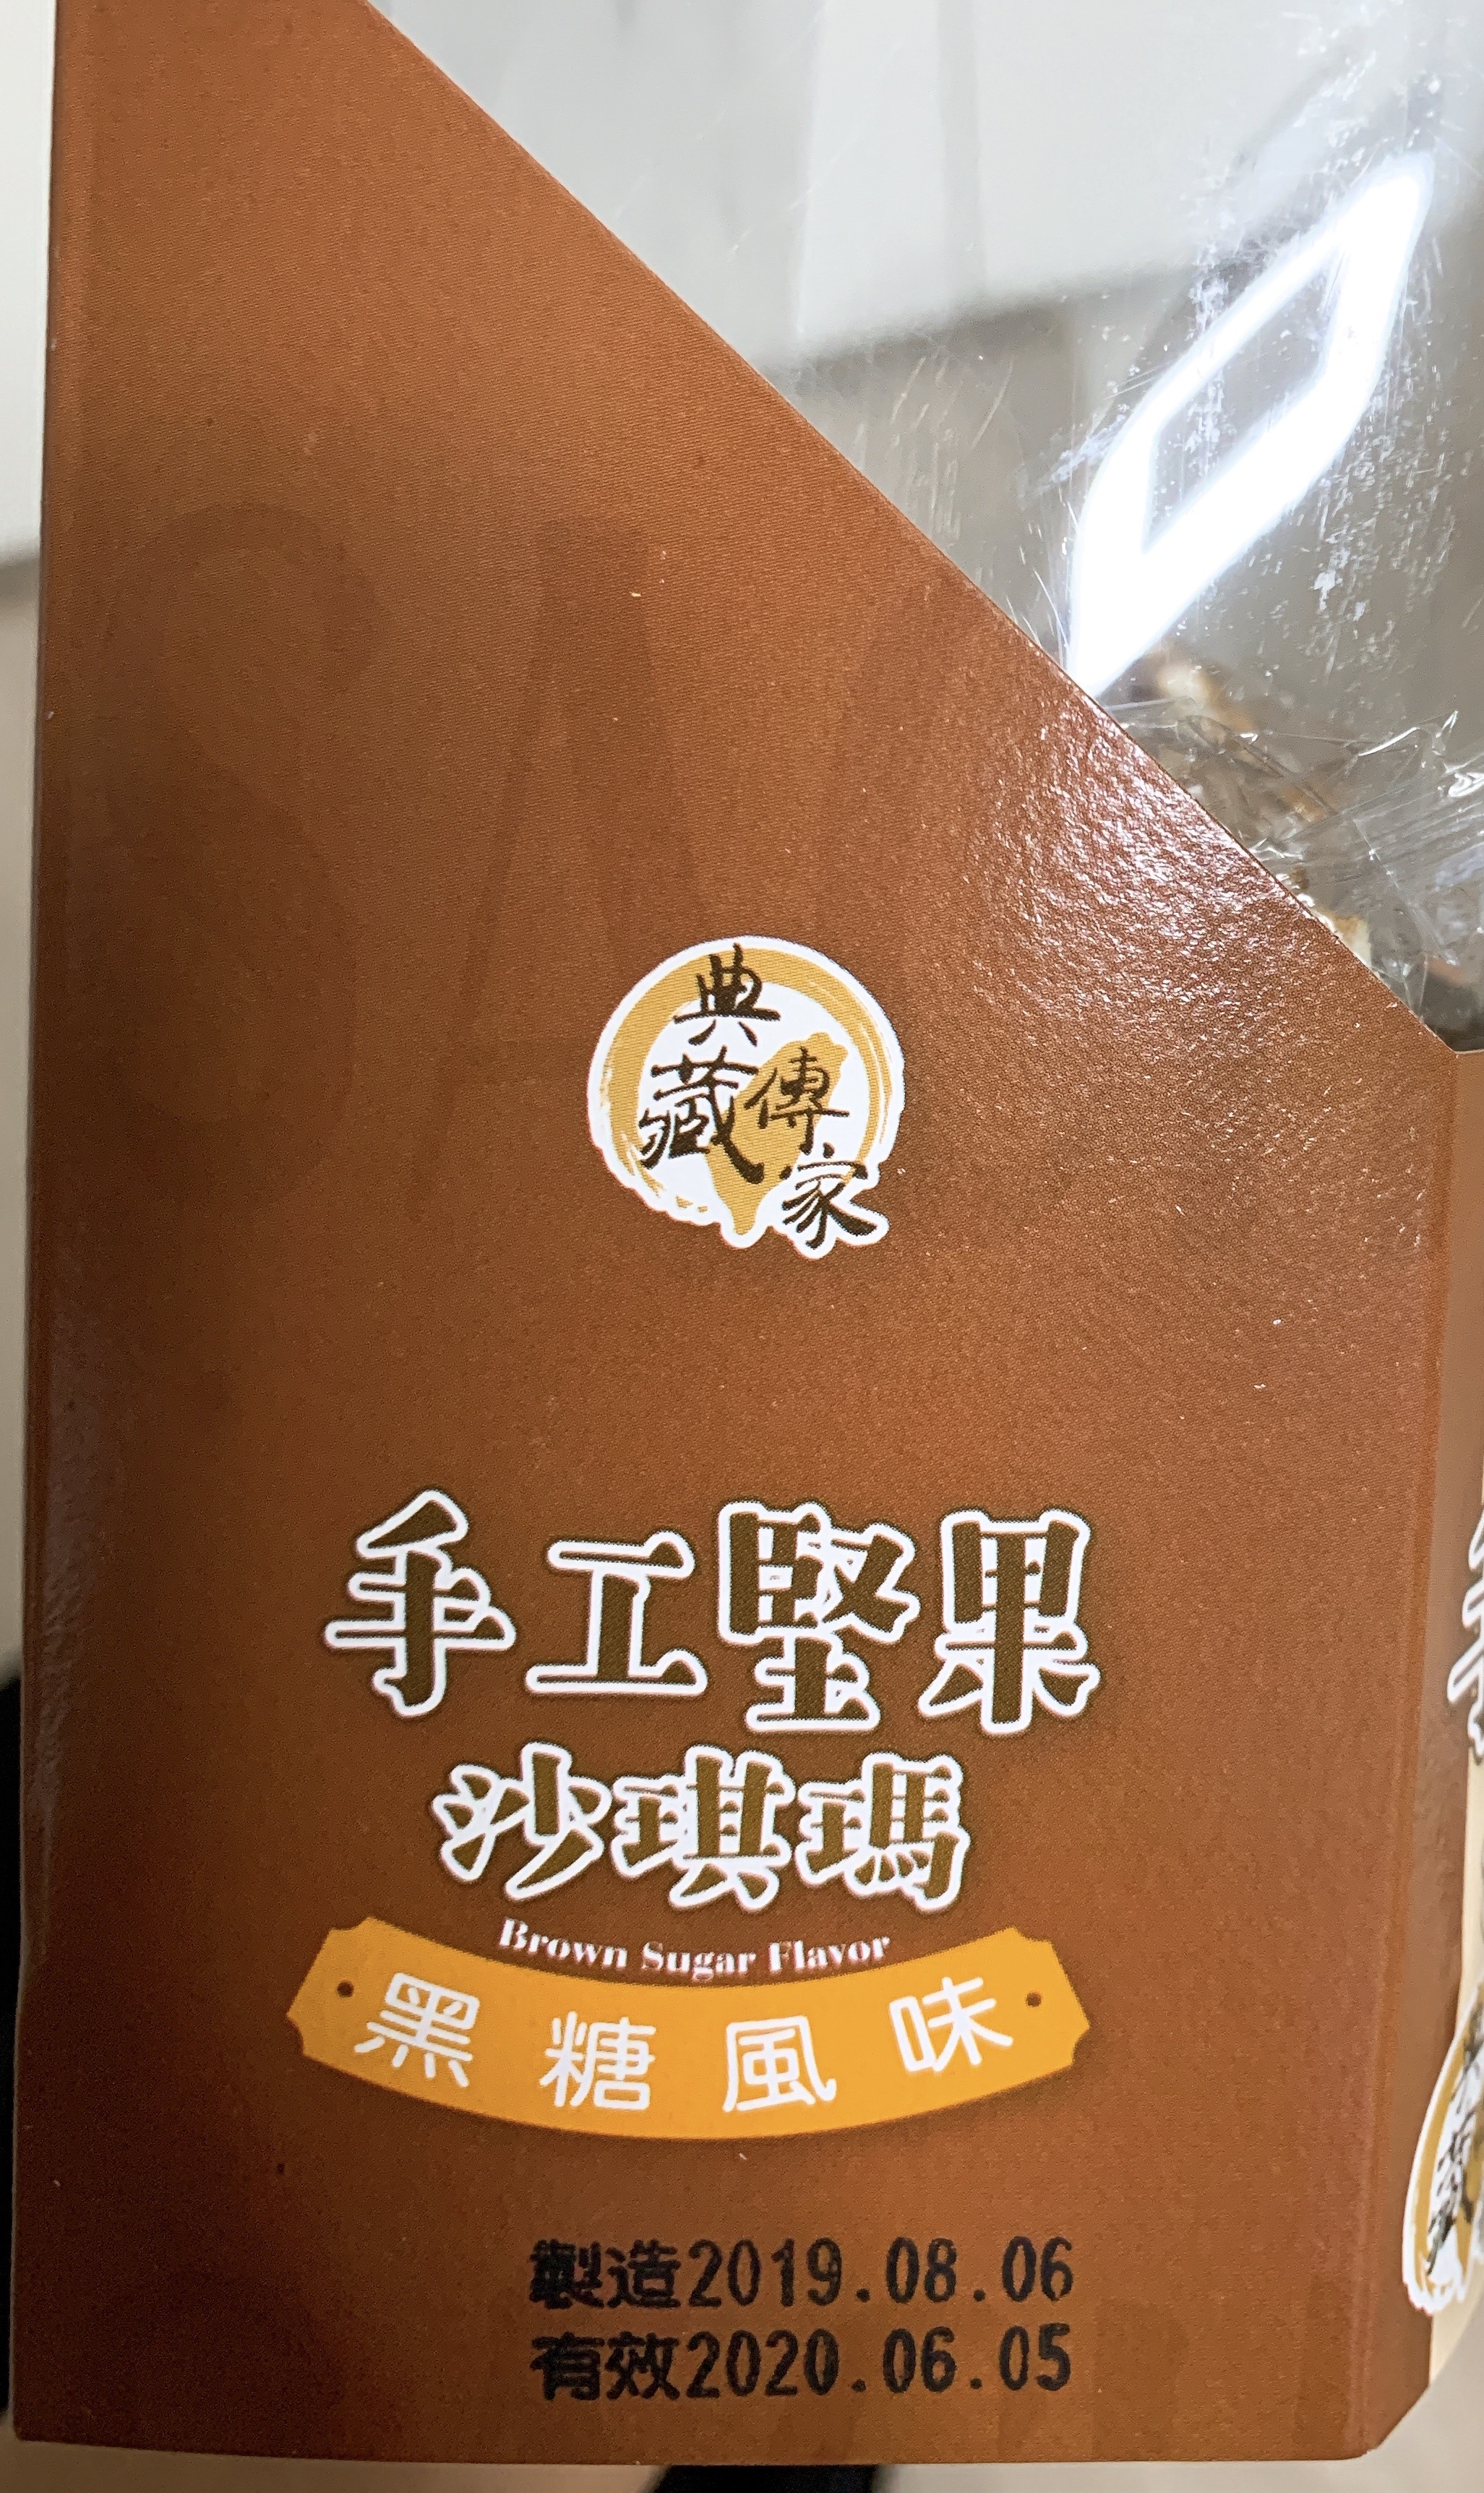 典藏傳家
手工堅果
沙琪瑪
Brown Sugar Flavor
黑糖風味
製造2019.08.06
有效2020.06.05